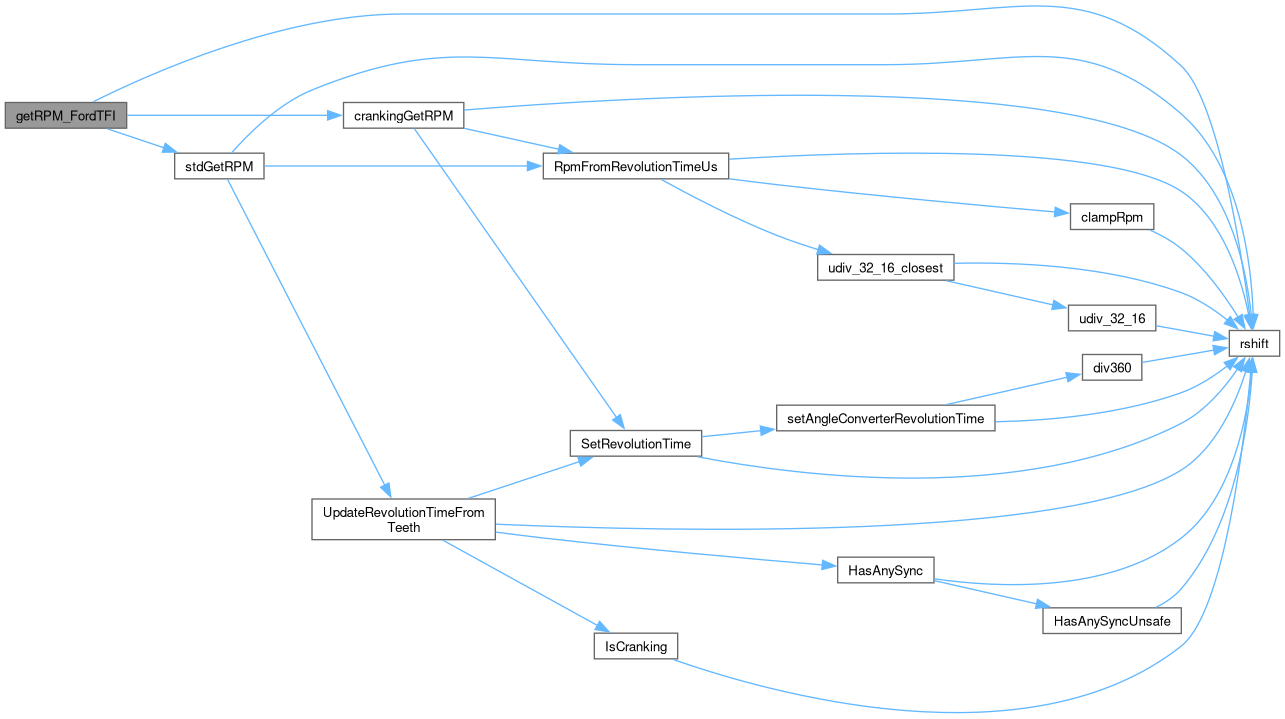 getRPM_FordTFI
crankingGetRPM
stdGetRPM
RpmFromRevolutionTimeUs
clampRpm
udiv_32_16_closest
udiv_32_16
rshift
div360
setAngleConverterRevolutionTime
SetRevolutionTime
UpdateRevolutionTimeFrom
Teeth
HasAnySync
HasAnySyncUnsafe
IsCranking